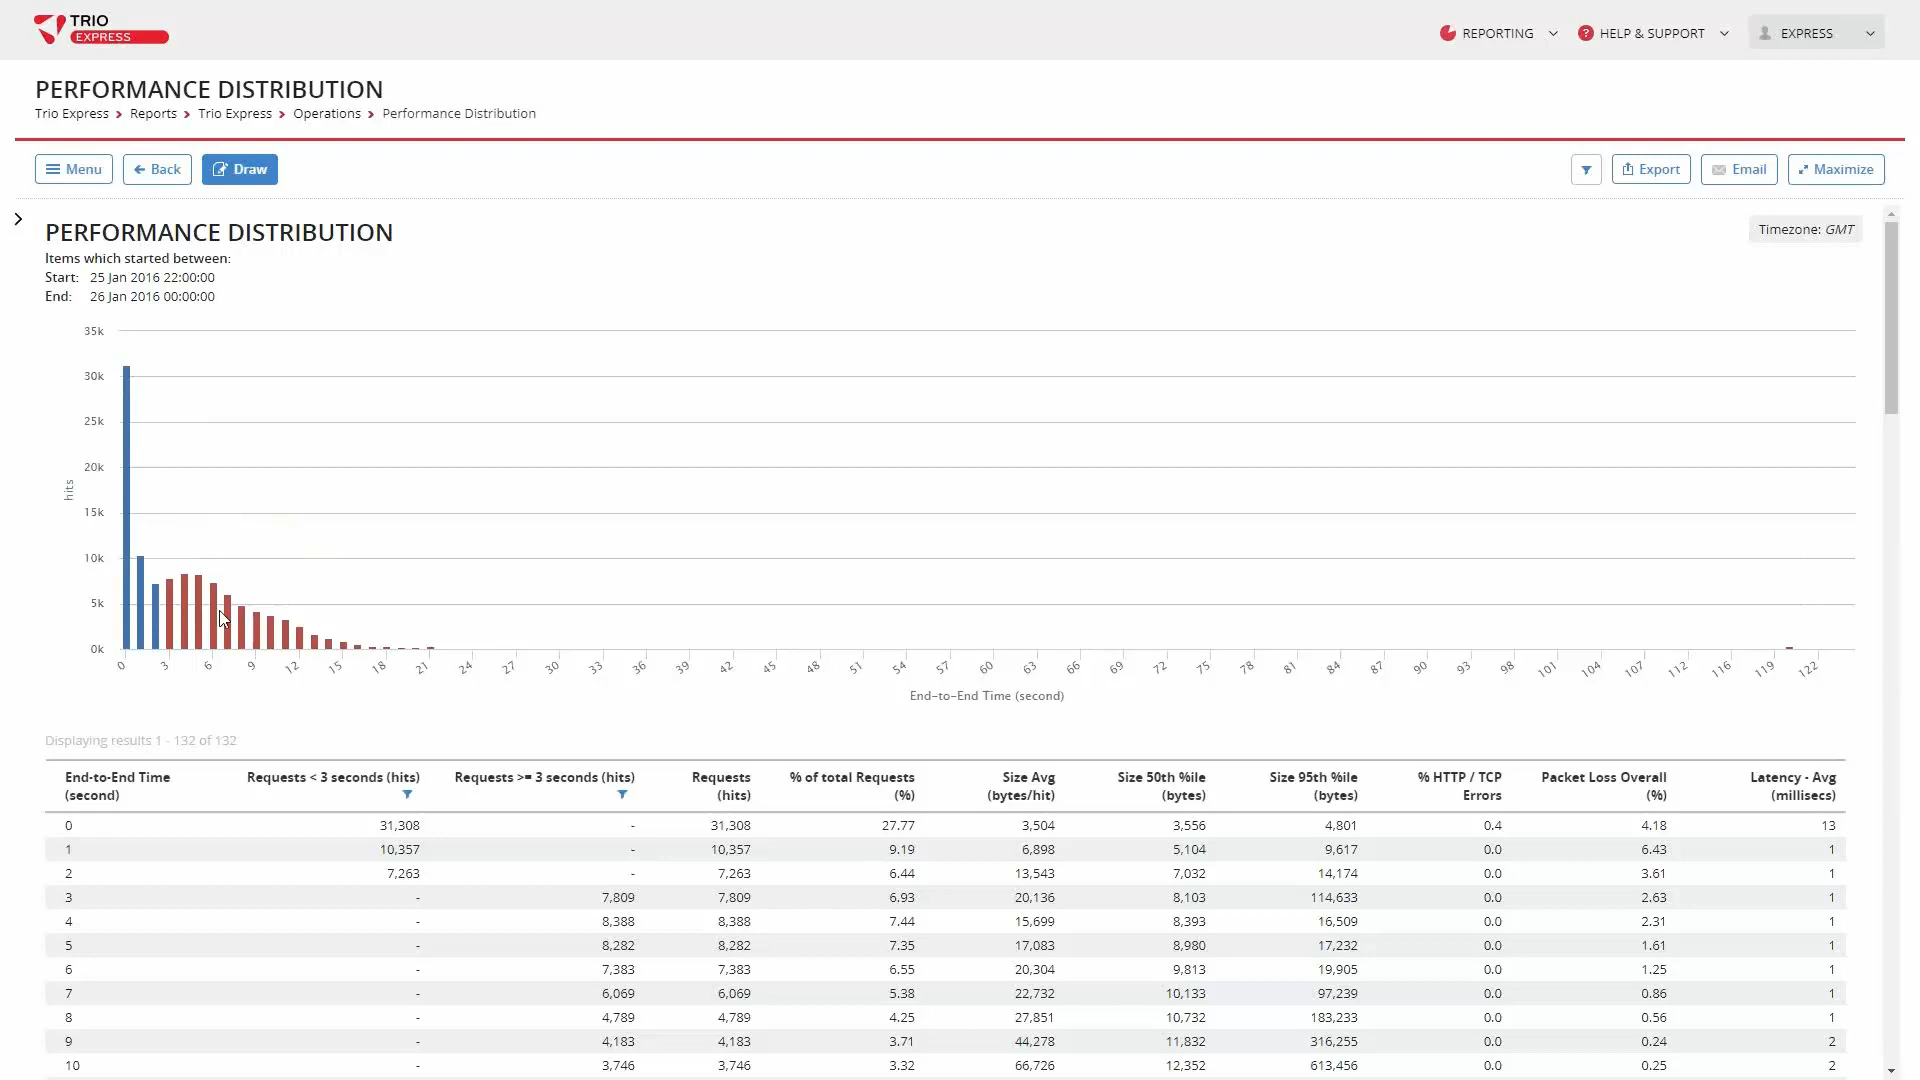 TRIO
EXPRESS
REPORTING
HELP & SUPPORT
EXPRESS
PERFORMANCE DISTRIBUTION
Trio Express > Reports > Trio Express > Operations > Performance Distribution
Menu
Back
Draw
Export
Email
Maximize
PERFORMANCE DISTRIBUTION
Timezone: GMT
Items which started between:
Start: 25 Jan 2016 22:00:00
End: 26 Jan 2016 00:00:00
35k
30k
25k
20k
15k
10k
5k
0k
hits
0 3 6 9 12 15 18 21 24 27 30 33 36 39 42 45 48 51 54 57 60 63 66 69 72 75 78 81 84 87 90 93 98 101 104 107 112 116 119 122
End-to-End Time (second)
Displaying results 1 - 132 of 132
End-to-End Time (second) Requests < 3 seconds (hits) Requests >= 3 seconds (hits) Requests (hits) % of total Requests (%) Size Avg (bytes/hit) Size 50th %ile (bytes) Size 95th %ile (bytes) % HTTP / TCP Errors Packet Loss Overall (%) Latency - Avg (millisecs)
0 31,308 - 31,308 27.77 3,504 3,556 4,801 0.4 4.18 13
1 10,357 - 10,357 9.19 6,898 5,104 9,617 0.0 6.43 1
2 7,263 - 7,263 6.44 13,543 7,032 14,174 0.0 3.61 1
3 - 7,809 7,809 6.93 20,136 8,103 114,633 0.0 2.63 1
4 - 8,388 8,388 7.44 15,699 8,393 16,509 0.0 2.31 1
5 - 8,282 8,282 7.35 17,083 8,980 17,232 0.0 1.61 1
6 - 7,383 7,383 6.55 20,304 9,813 19,905 0.0 1.25 1
7 - 6,069 6,069 5.38 22,732 10,133 97,239 0.0 0.86 1
8 - 4,789 4,789 4.25 27,851 10,732 183,233 0.0 0.56 1
9 - 4,183 4,183 3.71 44,278 11,832 316,255 0.0 0.24 2
10 - 3,746 3,746 3.32 66,726 12,352 613,456 0.0 0.25 2